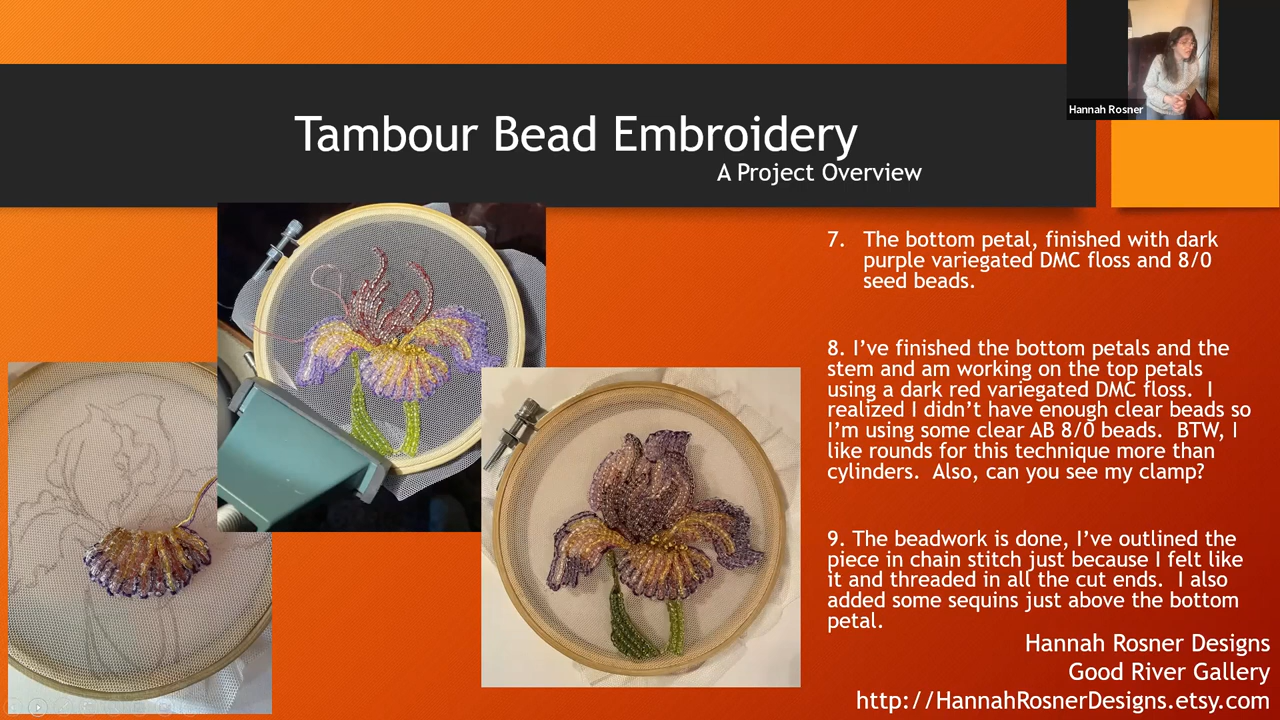 Hannah Rosner
Tambour Bead Embroidery
A Project Overview
7. The bottom petal, finished with dark
purple variegated DMC floss and 8/0
seed beads.
8. I’ve finished the bottom petals and the
stem and am working on the top petals
using a dark red variegated DMC floss. I
realized I didn’t have enough clear beads so
I’m using some clear AB 8/0 beads. BTW, I
like rounds for this technique more than
cylinders. Also, can you see my clamp?
9. The beadwork is done, I’ve outlined the
piece in chain stitch just because I felt like
it and threaded in all the cut ends. I also
added some sequins just above the bottom
petal.
Hannah Rosner Designs
Good River Gallery
http://HannahRosnerDesigns.etsy.com